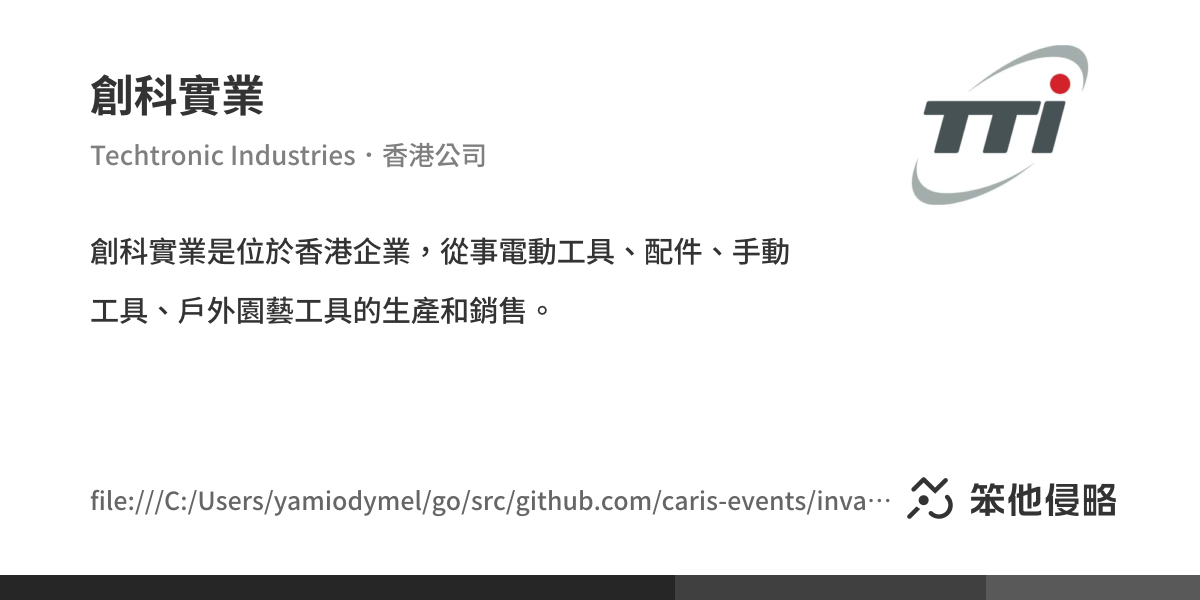 創科實業
Techtronic Industries・香港公司
TTi
創科實業是位於香港企業，從事電動工具、配件、手動
工具、戶外園藝工具的生產和銷售。
file:///C:/Users/yamiodymel/go/src/github.com/caris-events/inva…
笨他侵略